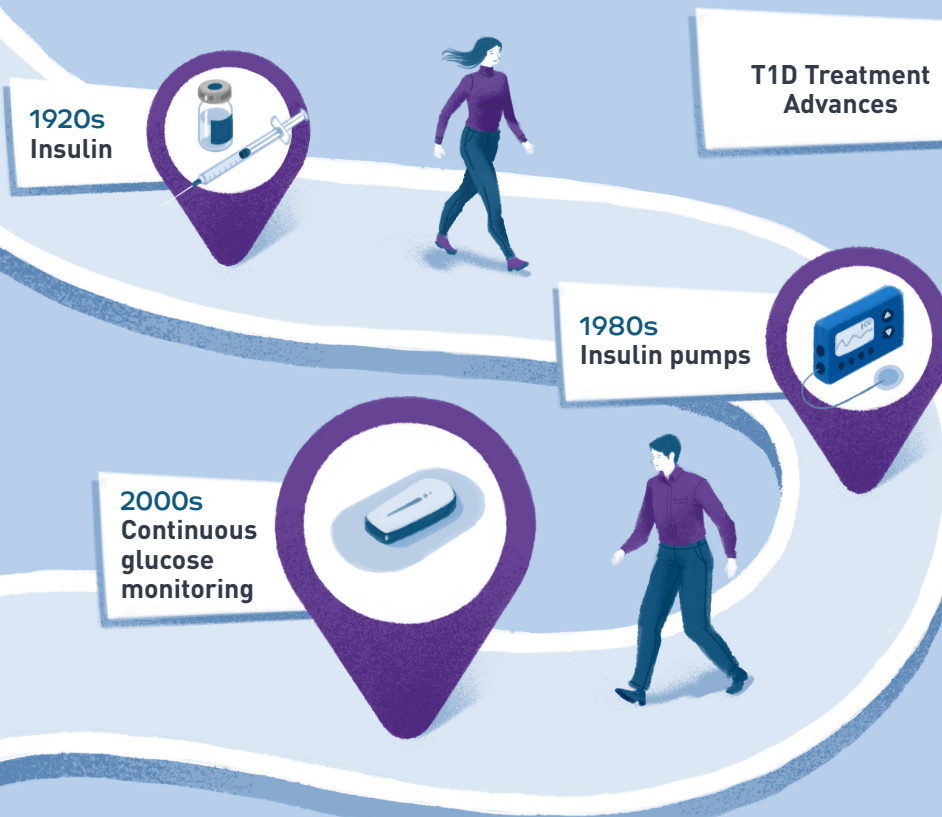 T1D Treatment
Advances
1920s
Insulin
1980s
Insulin pumps
2000s
Continuous
glucose
monitoring